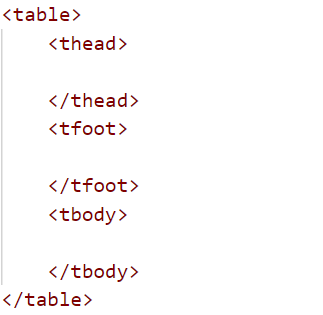 <table>
<thead>
</thead>
<tfoot>
</tfoot>
<tbody>
</tbody>
</table>